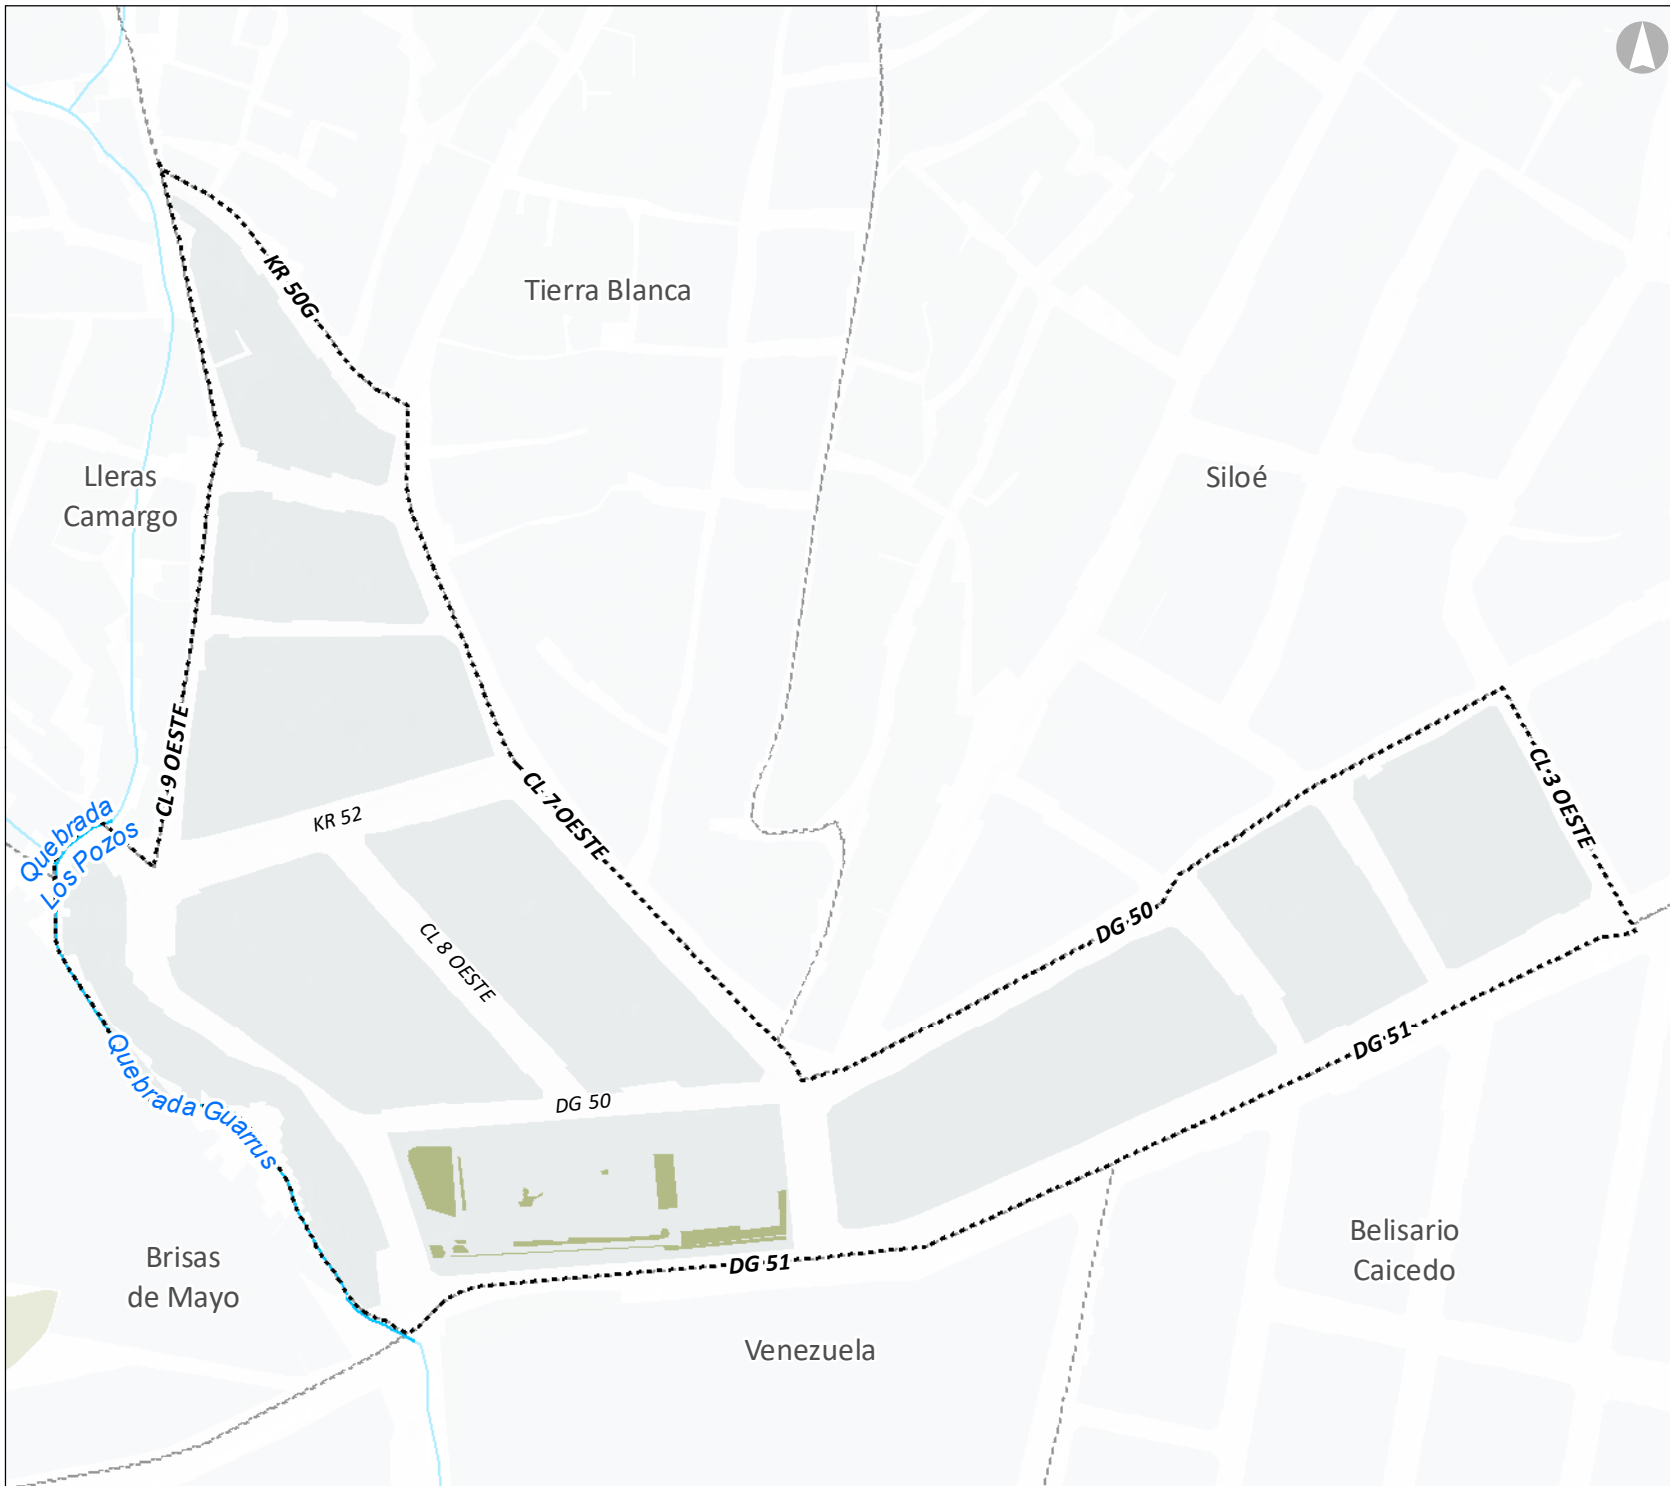 KR 50G
Tierra Blanca
Lleras
Camargo
Siloé
CL 9 OESTE
CL 7 OESTE
CL 3 OESTE
Quebrada
Los Pozos
KR 52
CL 8 OESTE
DG 50
DG 51
Quebrada Guarrus
DG 50
DG 51
Brisas
de Mayo
Belisario
Caicedo
Venezuela